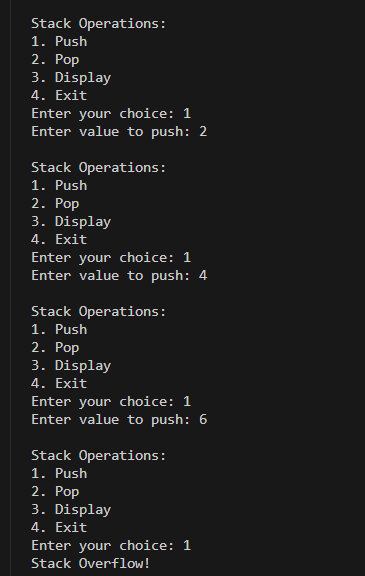 Stack Operations:
1. Push
2. Pop
3. Display
4. Exit
Enter your choice: 1
Enter value to push: 2
Stack Operations:
1. Push
2. Pop
3. Display
4. Exit
Enter your choice: 1
Enter value to push: 4
Stack Operations:
1. Push
2. Pop
3. Display
4. Exit
Enter your choice: 1
Enter value to push: 6
Stack Operations:
1. Push
2. Pop
3. Display
4. Exit
Enter your choice: 1
Stack Overflow!